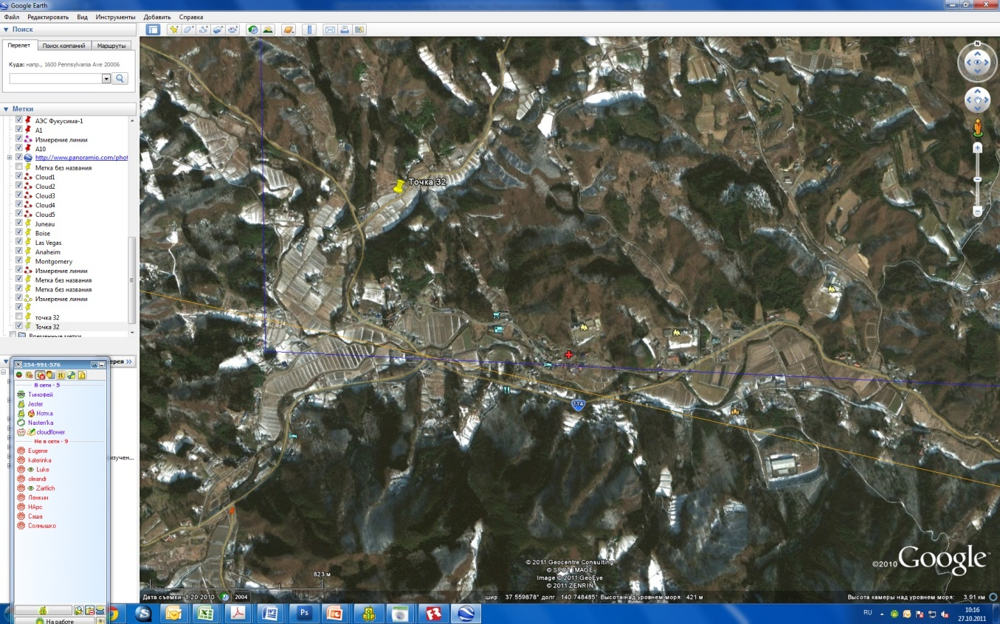 Google Earth
Файл Редактировать Вид Инструменты Добавить Справка
Поиск
Перелет Поиск компаний Маршруты
Куда: напр., 1600 Pennsylvania Ave 20006
Метки
АЭС Фукусима-1
A1
Измерение линии
A10
http://www.panoramio.com/phot
Метка без названия
Cloud1
Cloud2
Cloud3
Cloud4
Cloud5
Juneau
Boise
Las Vegas
Anaheim
Montgomery
Измерение линии
Метка без названия
Метка без названия
Измерение линии
точка 32
Точка 32
Временные метки
ерея >>
изучен...
354-991-576
В сети - 5
Тимофей
Jester
Нотка
Nasten'ka
cloudflower
Не в сети - 9
Eugene
katerinka
Luke
oleandr
Zartlich
Ленкин
НАрс
Саша
Солнышко
На работе
Точка 32
114
N
823 м
© 2011 Geocentre Consulting
© SPOT IMAGE
Image © 2011 GeoEye
© 2011 ZENRIN
©2010 Google
Дата съемки: 1.20.2010 2004
шир. 37.559878° долг. 140.748485° Высота над уровнем моря: 421 м
Высота камеры над уровнем моря: 3.91 км
RU
10:16
27.10.2011